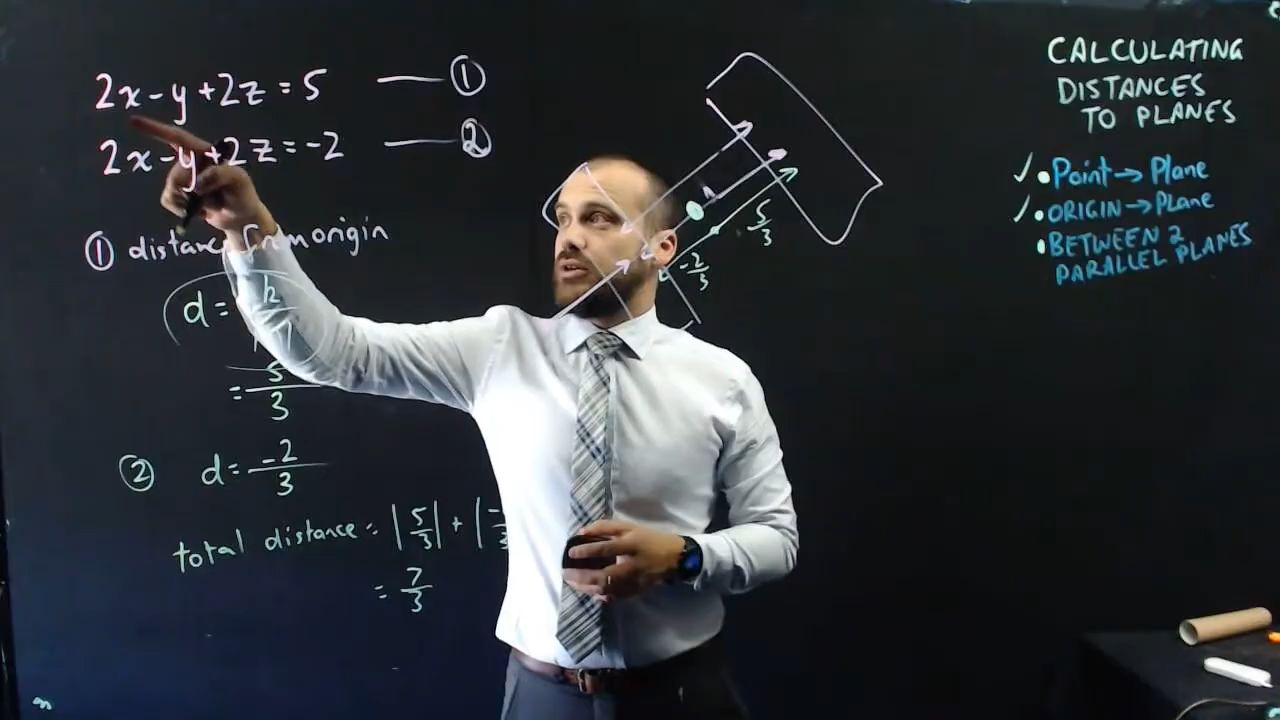 2x - y + 2z = 5 —— ①
2x - y + 2z = -2 —— ②
① distance from origin
d =
= 5/3
② d = -2/3
total distance = |5/3| + |
= 7/3
5/3
-2/3
CALCULATING
DISTANCES
TO PLANES
✓ • Point → Plane
✓ • ORIGIN → Plane
• BETWEEN 2
PARALLEL PLANES